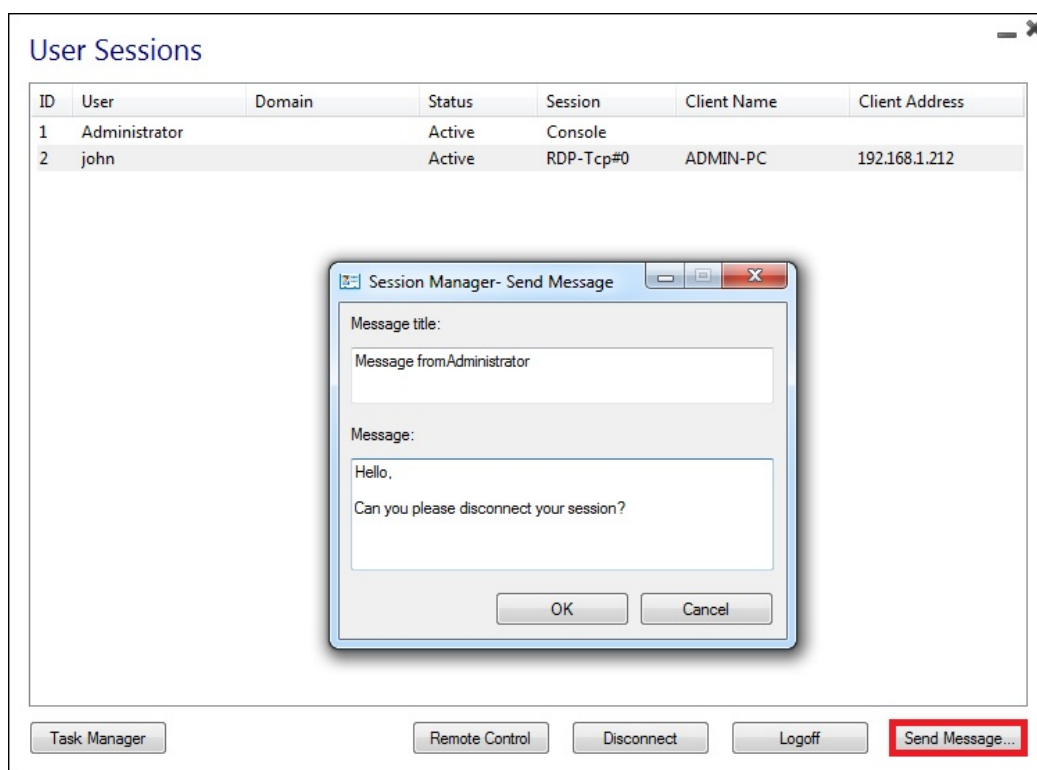 User Sessions
ID User Domain Status Session Client Name Client Address
1 Administrator Active Console
2 john Active RDP-Tcp#0 ADMIN-PC 192.168.1.212
Session Manager- Send Message
Message title:
Message fromAdministrator
Message:
Hello,
Can you please disconnect your session?
OK Cancel
Task Manager Remote Control Disconnect Logoff Send Message...